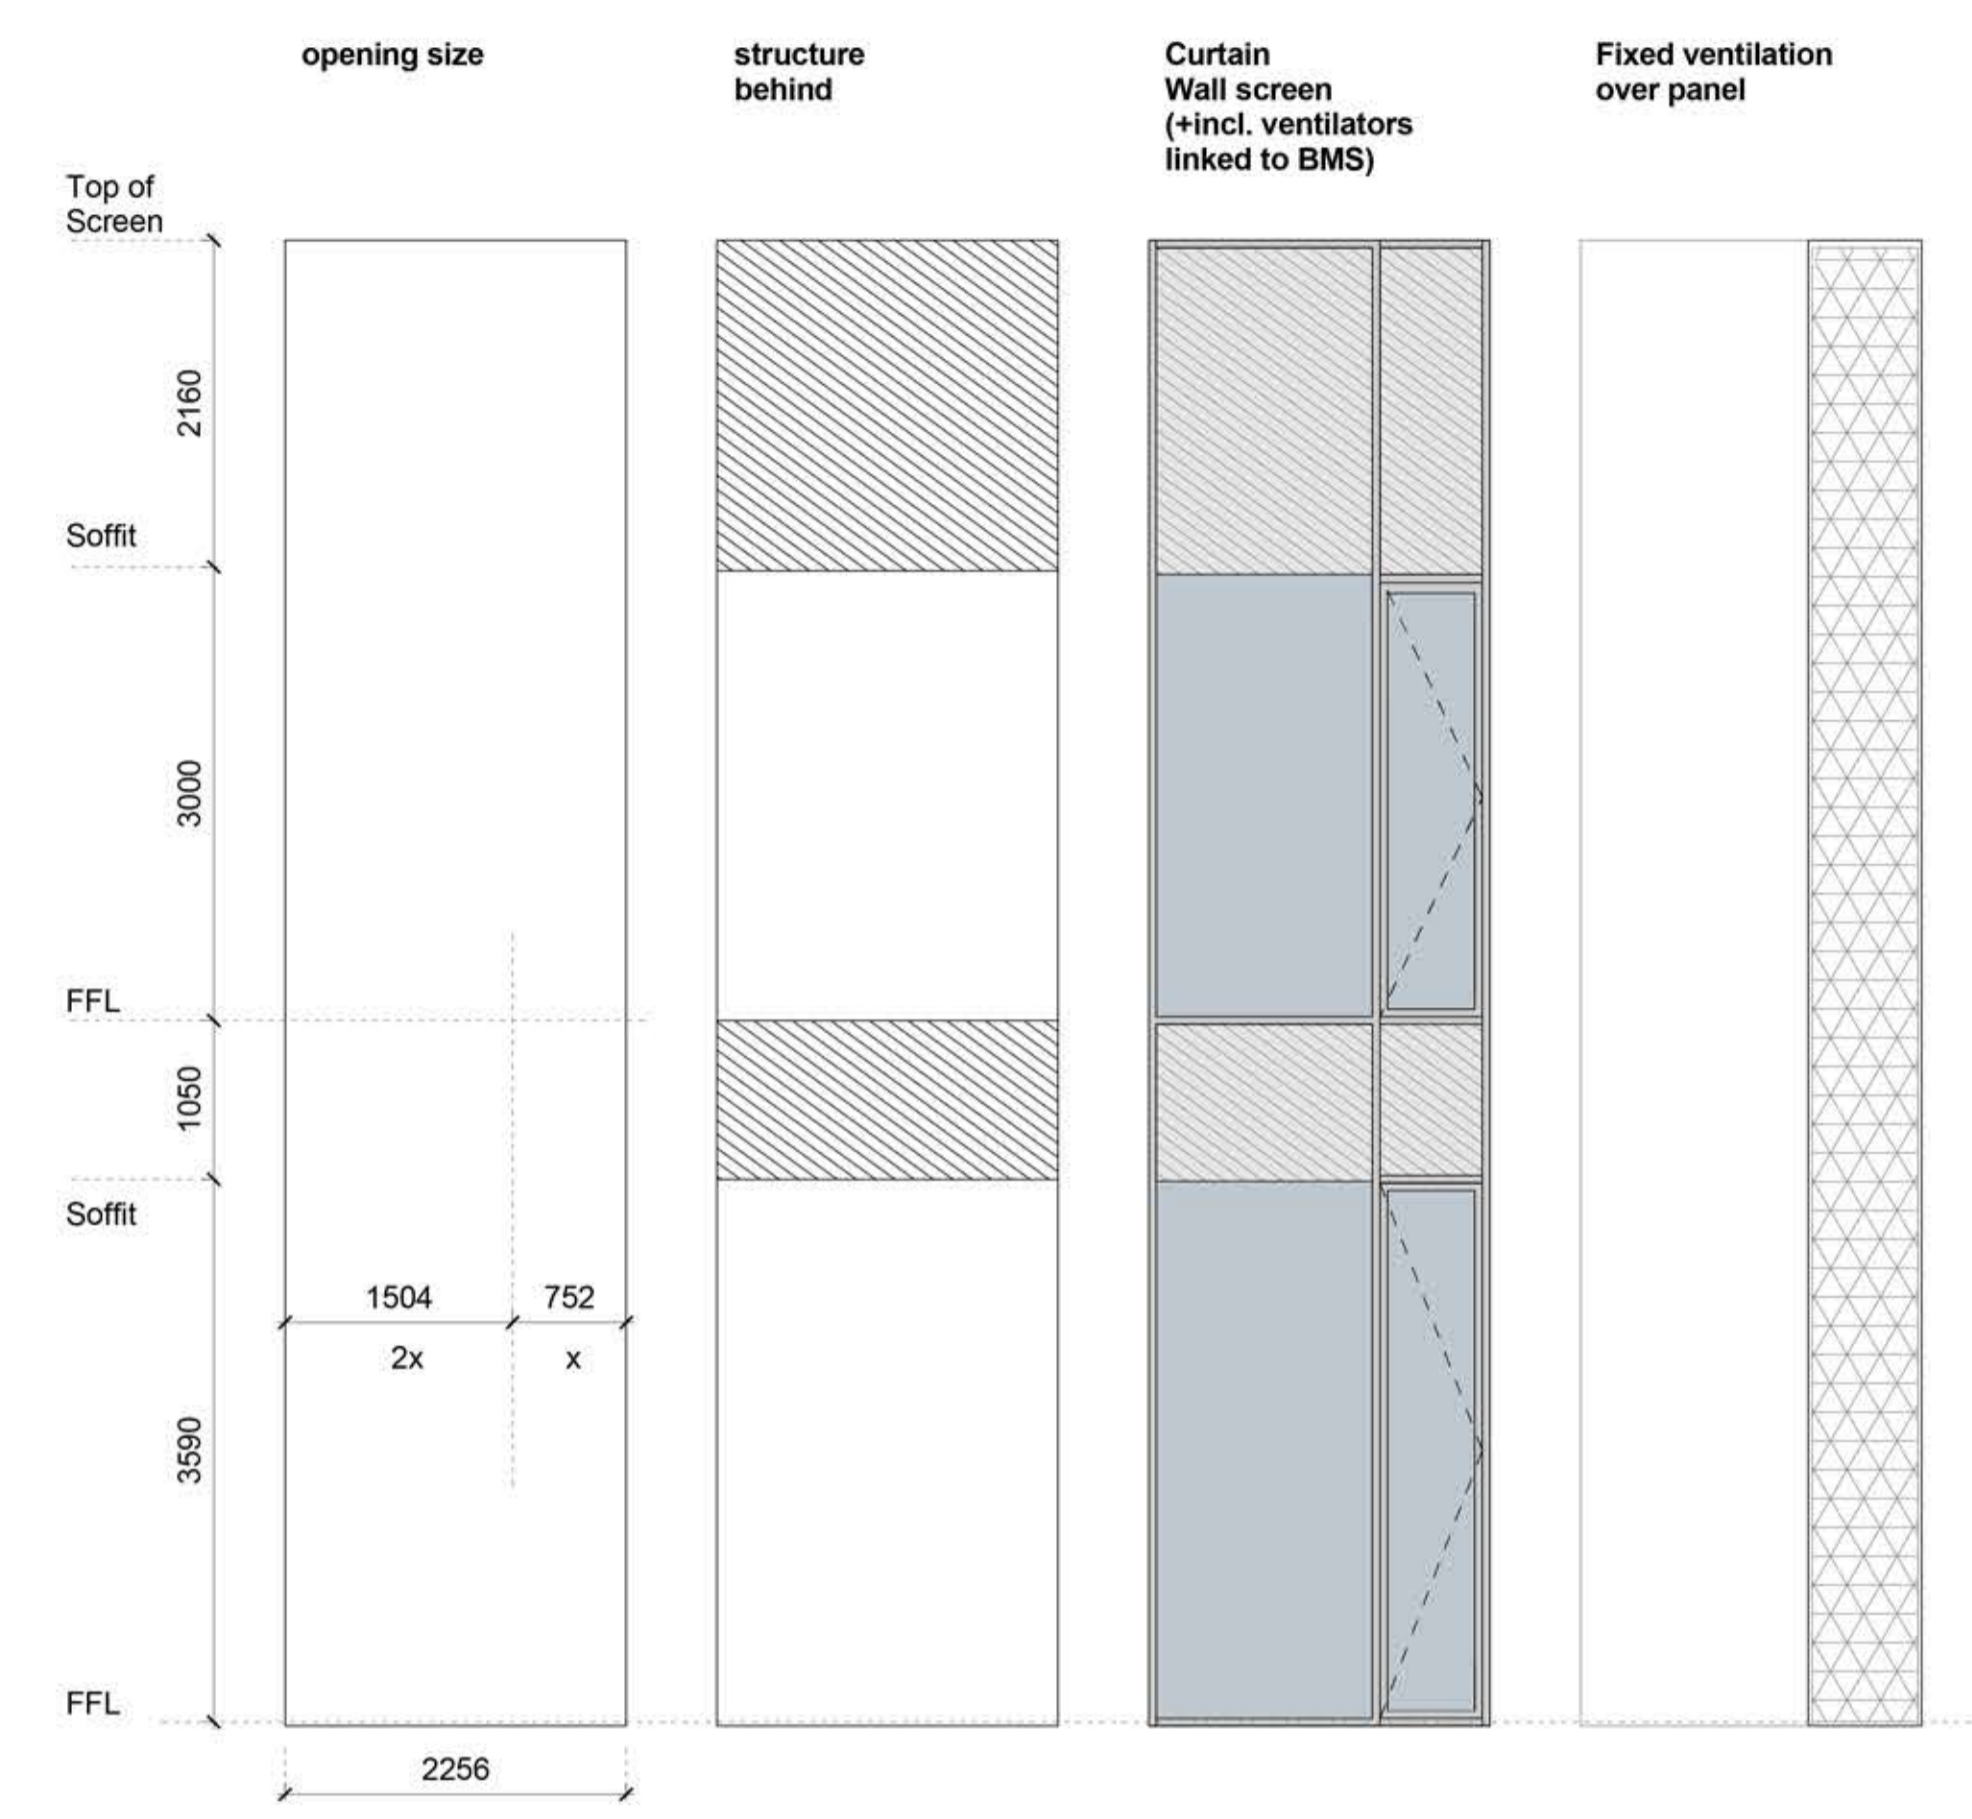 opening size
structure
behind
Curtain
Wall screen
(+incl. ventilators
linked to BMS)
Fixed ventilation
over panel
Top of
Screen
2160
Soffit
3000
FFL
1050
Soffit
1504
752
2x
x
3590
FFL
2256